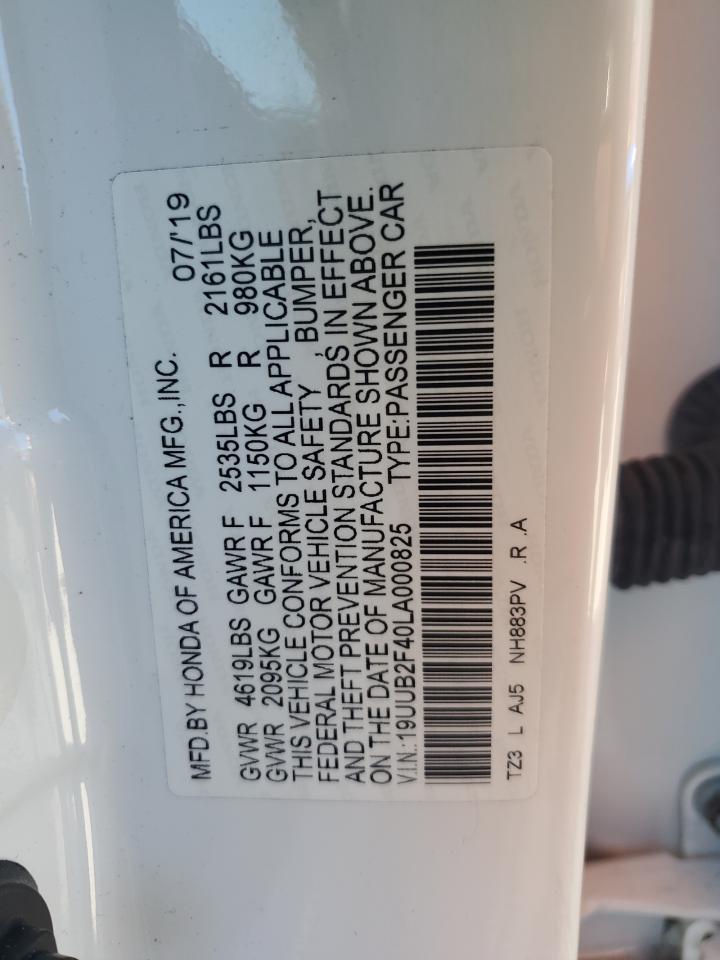 MFD.BY HONDA OF AMERICA MFG.,INC. 07/'19
GVWR 4619LBS GAWR F 2535LBS R 2161LBS
GVWR 2095KG GAWR F 1150KG R 980KG
THIS VEHICLE CONFORMS TO ALL APPLICABLE
FEDERAL MOTOR VEHICLE SAFETY, BUMPER,
AND THEFT PREVENTION STANDARDS, IN EFFECT
ON THE DATE OF MANUFACTURE SHOWN ABOVE.
V.I.N.:19UUB2F40LA000825 TYPE:PASSENGER CAR
TZ3 L AJ5 NH883PV .R .A